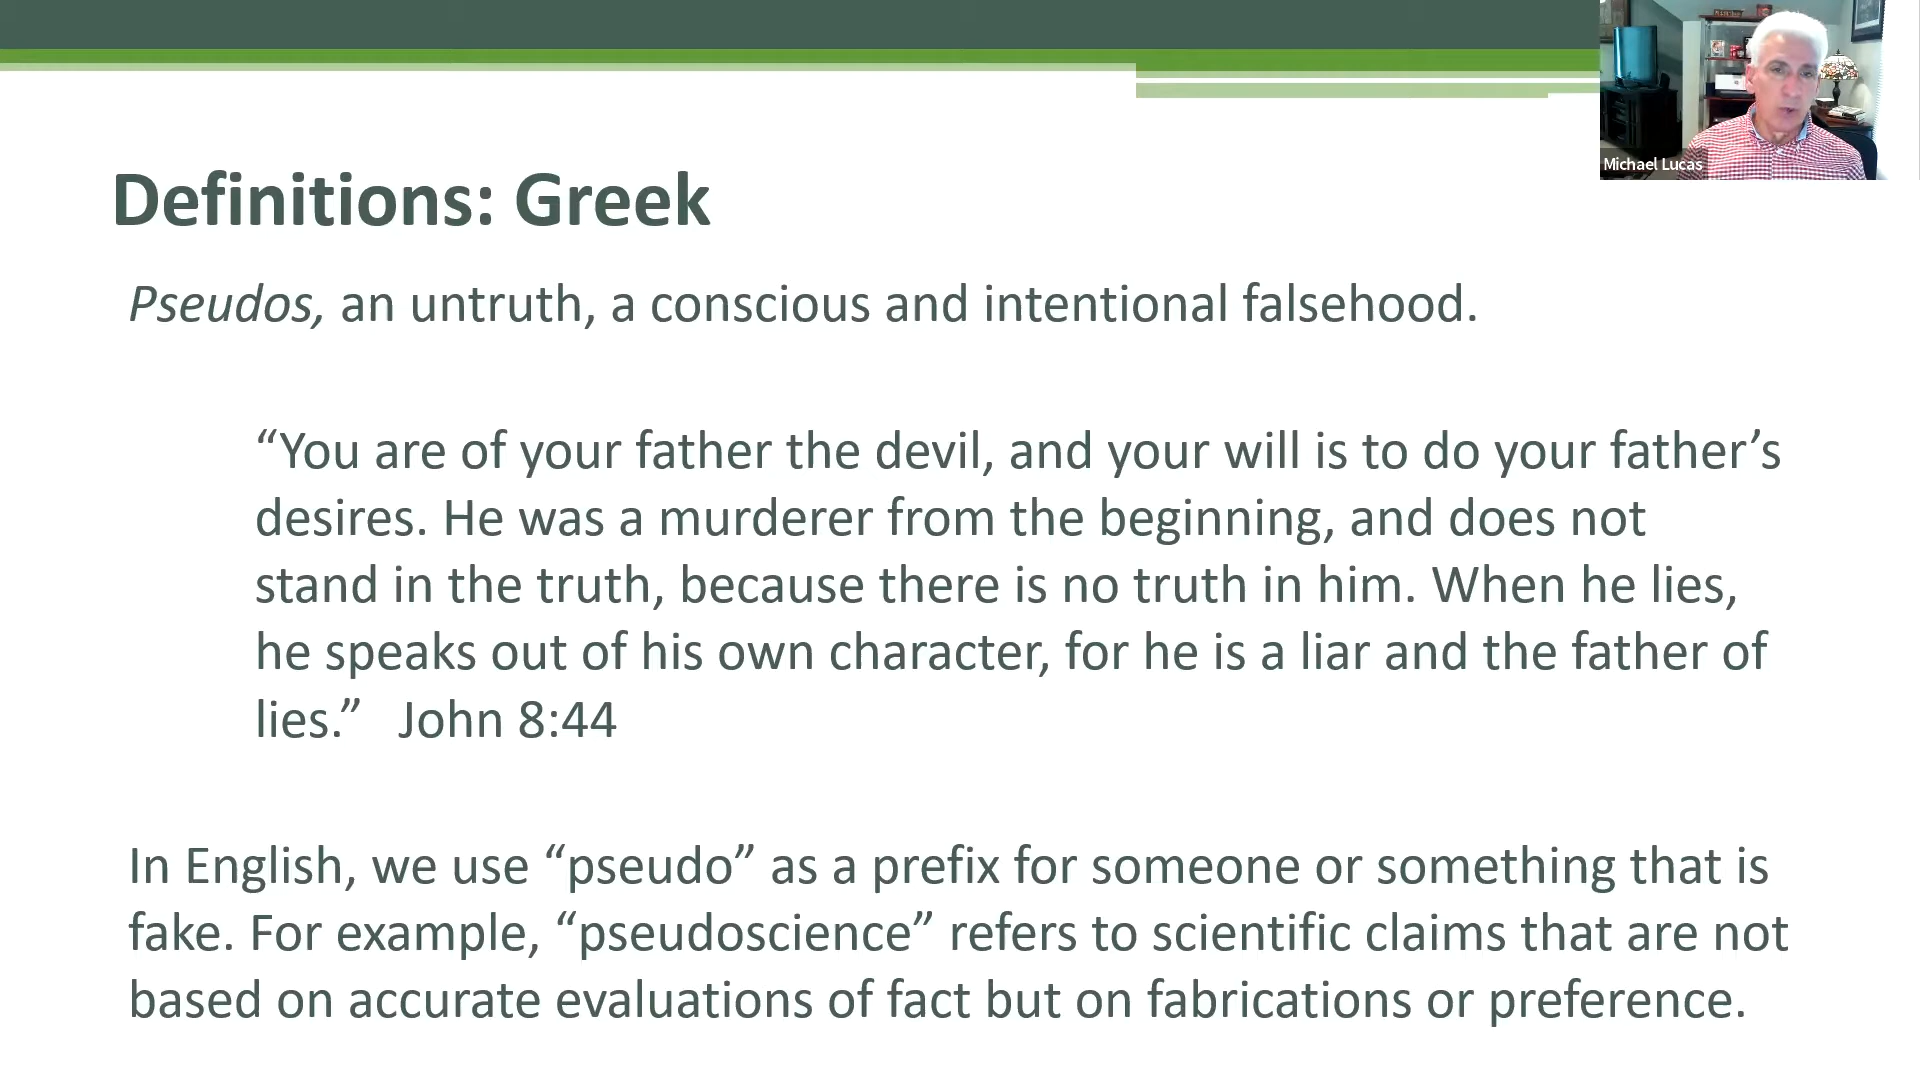 Michael Lucas
Definitions: Greek
Pseudos, an untruth, a conscious and intentional falsehood.
“You are of your father the devil, and your will is to do your father’s
desires. He was a murderer from the beginning, and does not
stand in the truth, because there is no truth in him. When he lies,
he speaks out of his own character, for he is a liar and the father of
lies.” John 8:44
In English, we use “pseudo” as a prefix for someone or something that is
fake. For example, “pseudoscience” refers to scientific claims that are not
based on accurate evaluations of fact but on fabrications or preference.